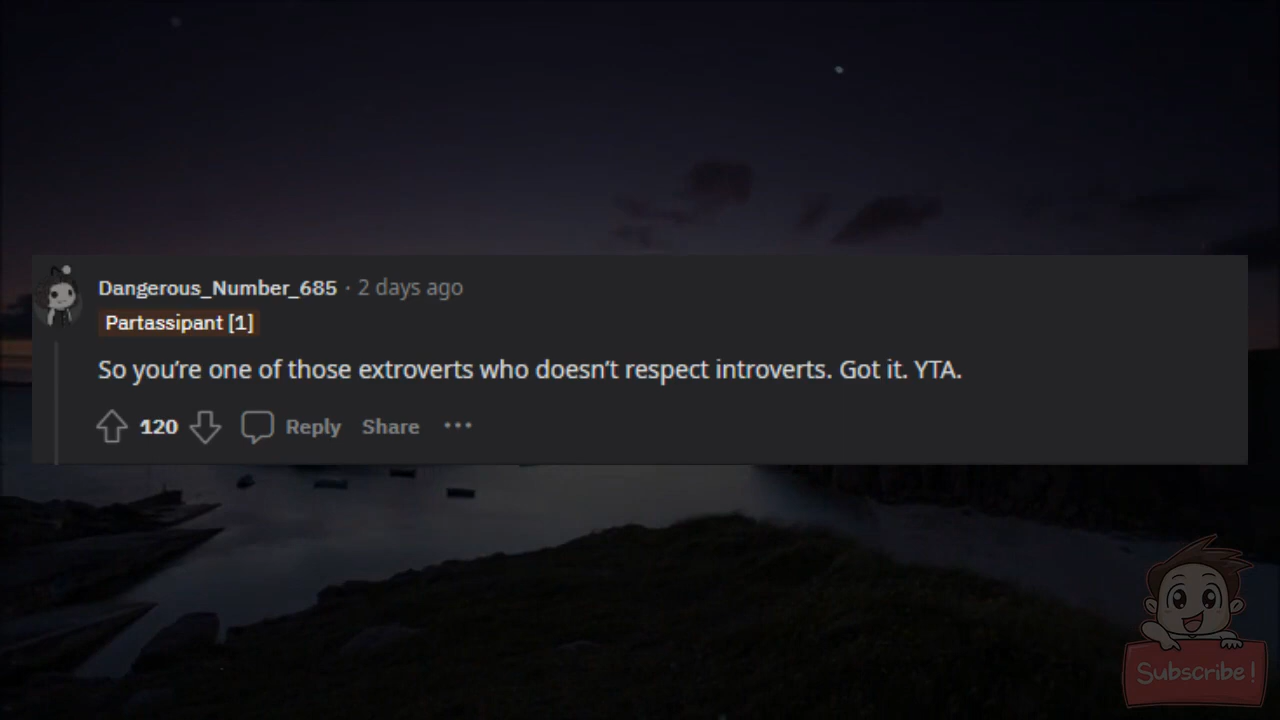 Dangerous_Number_685 · 2 days ago
Partassipant [1]
So you’re one of those extroverts who doesn’t respect introverts. Got it. YTA.
120 Reply Share •••
Subscribe!